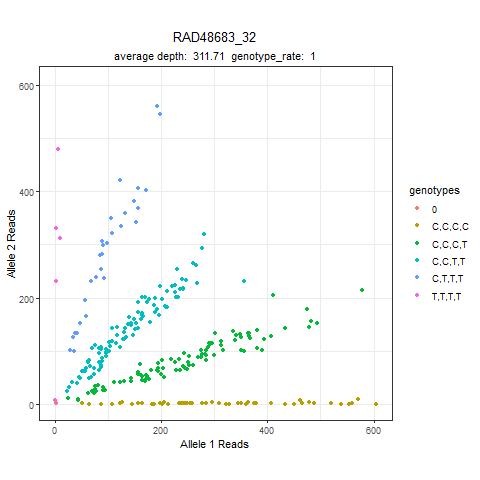 RAD48683_32
average depth:  311.71  genotype_rate:  1
600
400
200
0
Allele 2 Reads
0
200
400
600
Allele 1 Reads
genotypes
0
C,C,C,C
C,C,C,T
C,C,T,T
C,T,T,T
T,T,T,T